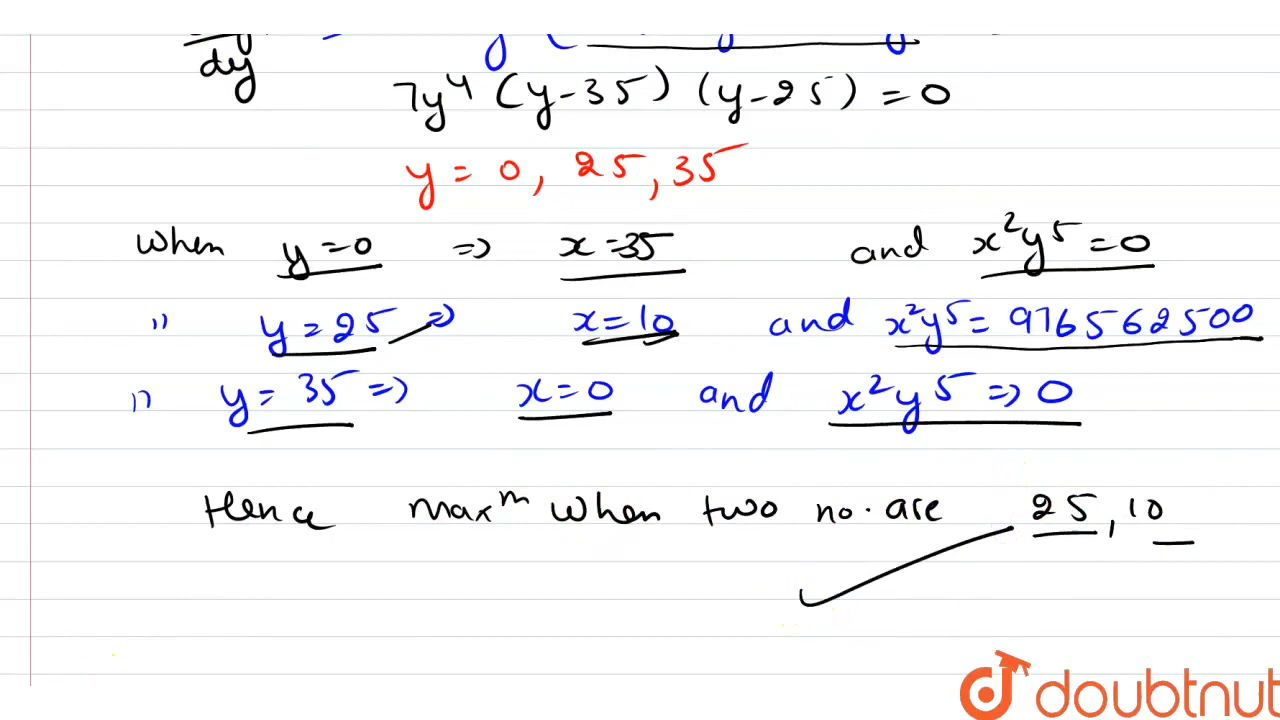 dy
7y⁴ (y-35) (y-25) = 0
y = 0, 25, 35
When y=0 => x=35 and x²y⁵=0
" y=25 => x=10 and x²y⁵=976562500
" y=35 => x=0 and x²y⁵ => 0
Hence maxᵐ when two no. are 25, 10
doubtnut